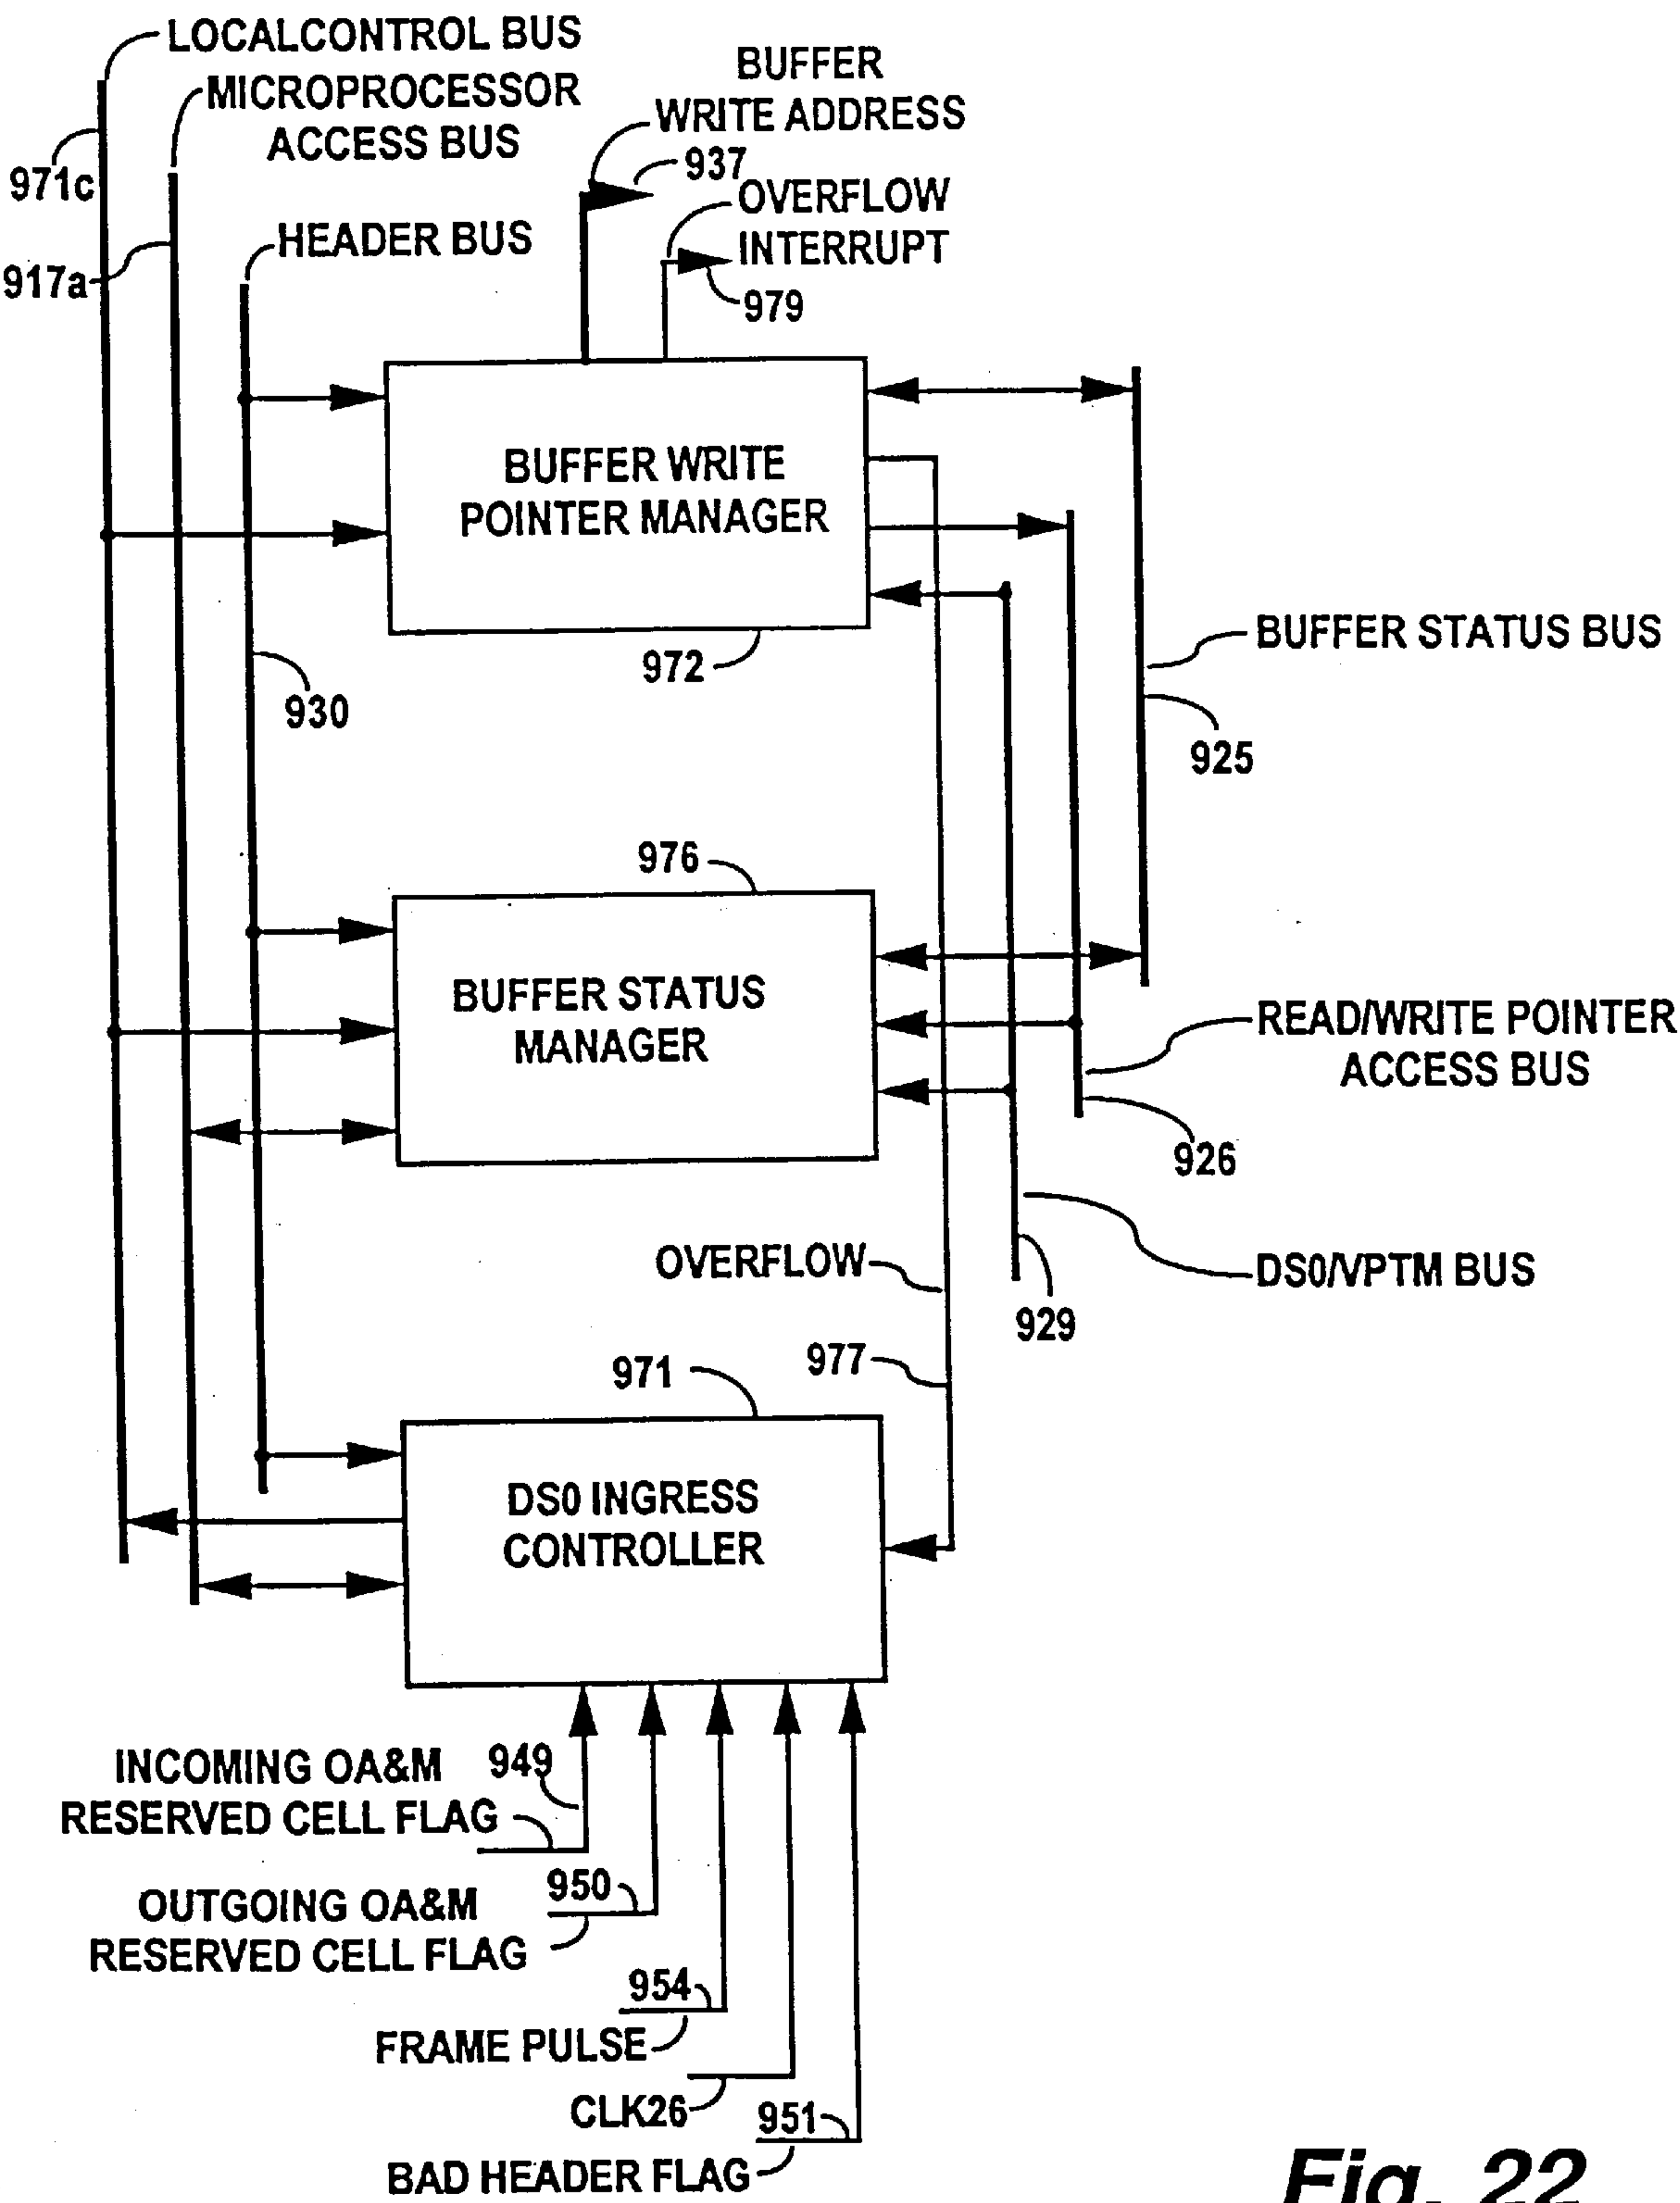 LOCALCONTROL BUS
MICROPROCESSOR
ACCESS BUS
BUFFER
WRITE ADDRESS
937
OVERFLOW
INTERRUPT
979
971c
917a
HEADER BUS
BUFFER WRITE
POINTER MANAGER
972
930
BUFFER STATUS BUS
925
976
BUFFER STATUS
MANAGER
READ/WRITE POINTER
ACCESS BUS
926
OVERFLOW
DS0/VPTM BUS
929
977
971
DS0 INGRESS
CONTROLLER
INCOMING OA&M
RESERVED CELL FLAG
949
OUTGOING OA&M
RESERVED CELL FLAG
950
954
FRAME PULSE
CLK26
951
BAD HEADER FLAG
Fig. 22